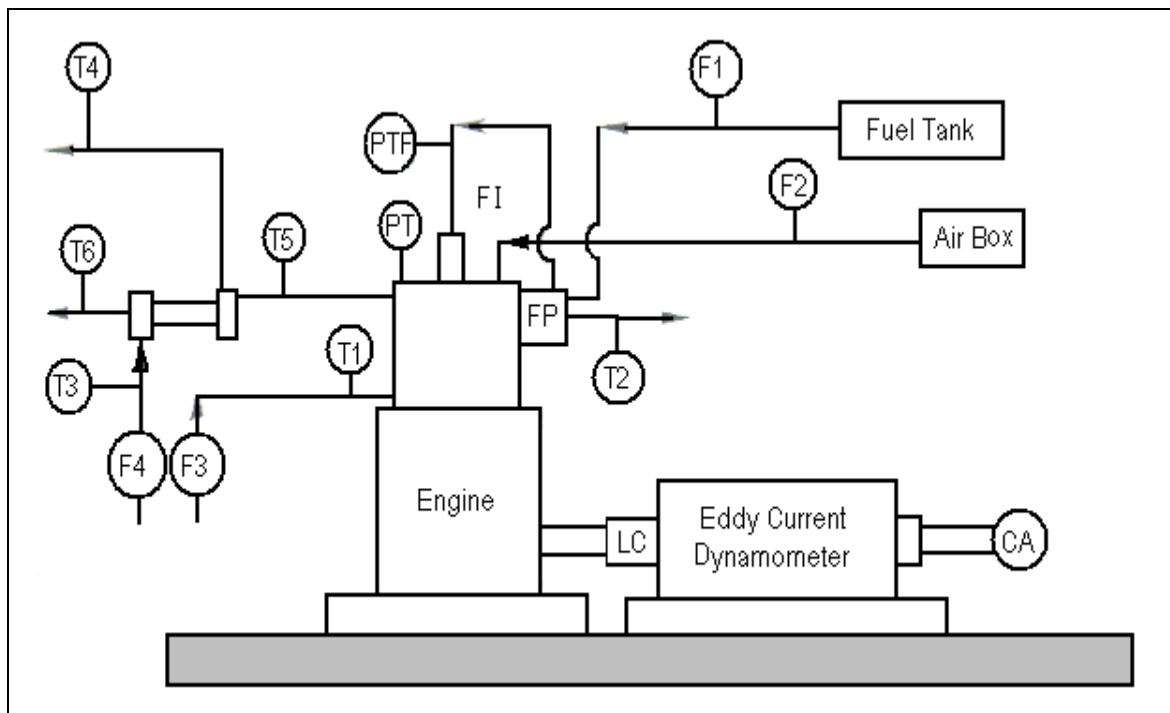 T4
F1
Fuel Tank
PTF
F2
FI
PT
T5
T6
Air Box
FP
T1
T2
T3
F4
F3
Engine
LC
Eddy Current
Dynamometer
CA